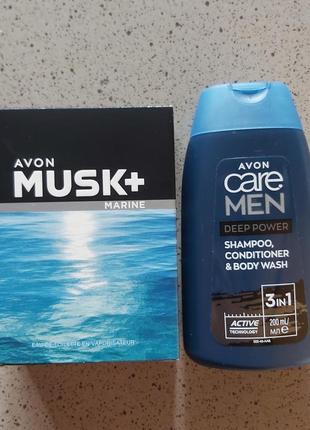 AVON
MUSK+
MARINE
EAU DE TOILETTE EN VAPORISATEUR
AVON
care
MEN
DEEP POWER
SHAMPOO,
CONDITIONER
& BODY WASH
3 IN 1
ACTIVE
TECHNOLOGY
200 ml/
МЛ ℮